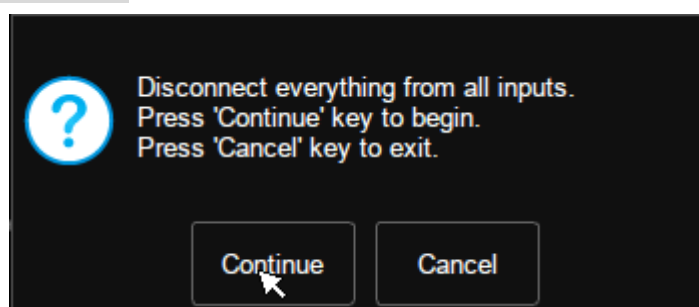 Disconnect everything from all inputs.
Press 'Continue' key to begin.
Press 'Cancel' key to exit.
Continue
Cancel